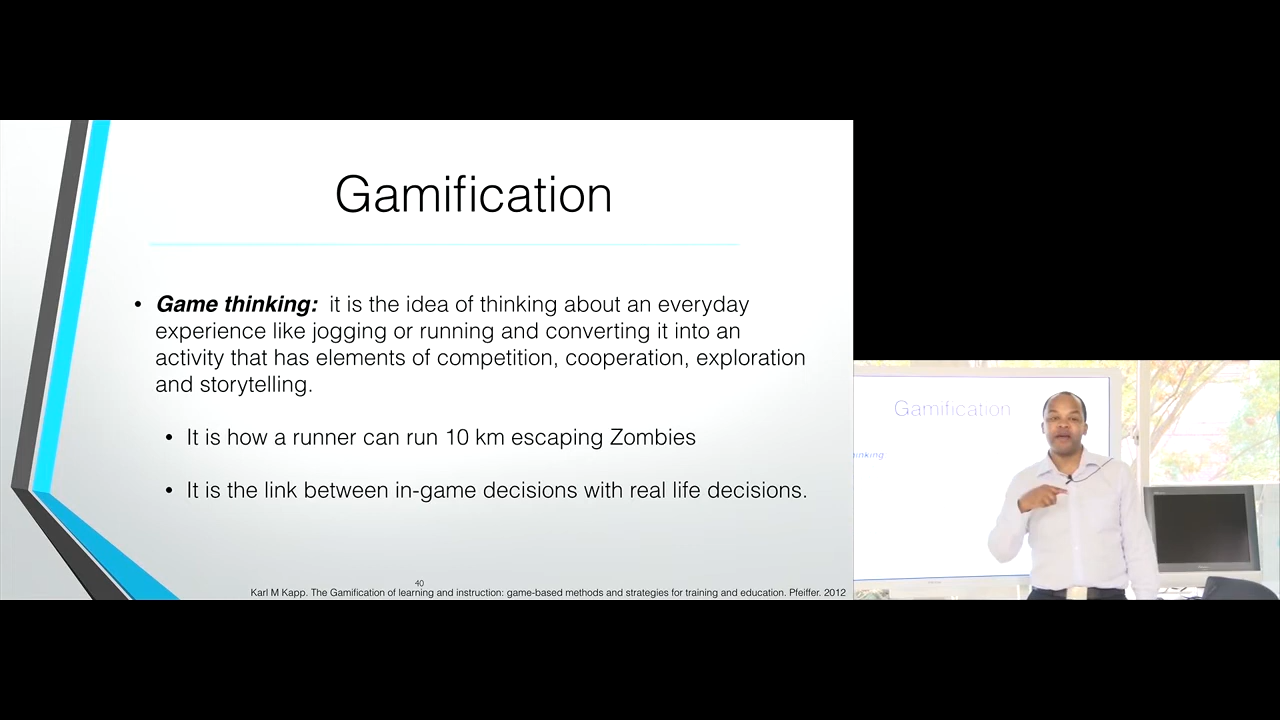 Gamification
• Game thinking: it is the idea of thinking about an everyday
experience like jogging or running and converting it into an
activity that has elements of competition, cooperation, exploration
and storytelling.
• It is how a runner can run 10 km escaping Zombies
• It is the link between in-game decisions with real life decisions.
40
Karl M Kapp. The Gamification of learning and instruction: game-based methods and strategies for training and education. Pfeiffer. 2012
Gamification
inking